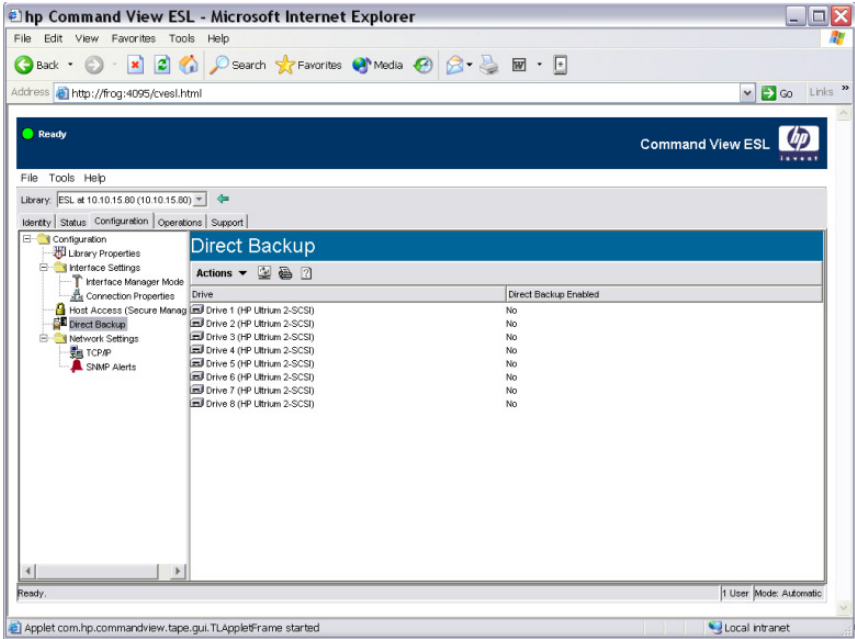 hp Command View ESL - Microsoft Internet Explorer
File Edit View Favorites Tools Help
Back Search Favorites Media
Address http://frog:4095/cvesl.html Go Links »
Ready
Command View ESL
hp
invent
File Tools Help
Library: ESL at 10.10.15.80 (10.10.15.80)
Identity Status Configuration Operations Support
Configuration
Library Properties
Interface Settings
Interface Manager Mode
Connection Properties
Host Access (Secure Manag
Direct Backup
Network Settings
TCP/IP
SNMP Alerts
Direct Backup
Actions
Drive Direct Backup Enabled
Drive 1 (HP Ultrium 2-SCSI) No
Drive 2 (HP Ultrium 2-SCSI) No
Drive 3 (HP Ultrium 2-SCSI) No
Drive 4 (HP Ultrium 2-SCSI) No
Drive 5 (HP Ultrium 2-SCSI) No
Drive 6 (HP Ultrium 2-SCSI) No
Drive 7 (HP Ultrium 2-SCSI) No
Drive 8 (HP Ultrium 2-SCSI) No
Ready. 1 User Mode: Automatic
Applet com.hp.commandview.tape.gui.TLAppletFrame started Local intranet